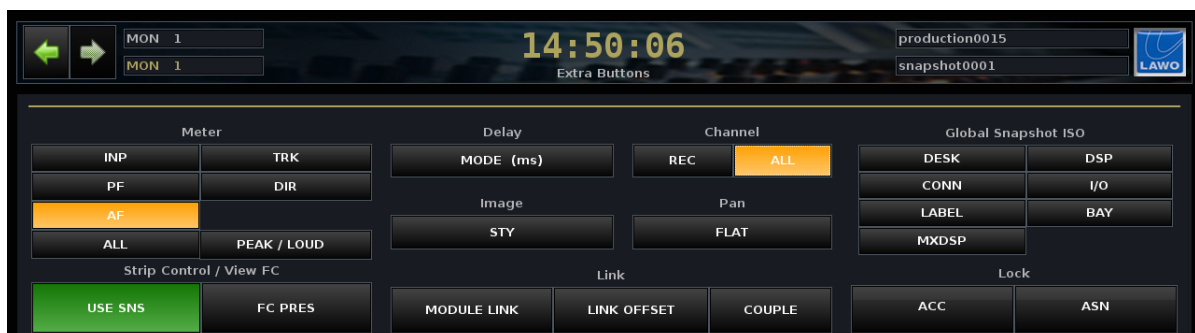 MON 1
MON 1
14:50:06
Extra Buttons
production0015
snapshot0001
LAWO
Meter
INP TRK
PF DIR
AF
ALL PEAK / LOUD
Delay
MODE (ms)
Channel
REC ALL
Image
STY
Pan
FLAT
Global Snapshot ISO
DESK DSP
CONN I/O
LABEL BAY
MXDSP
Strip Control / View FC
USE SNS FC PRES
Link
MODULE LINK LINK OFFSET COUPLE
Lock
ACC ASN